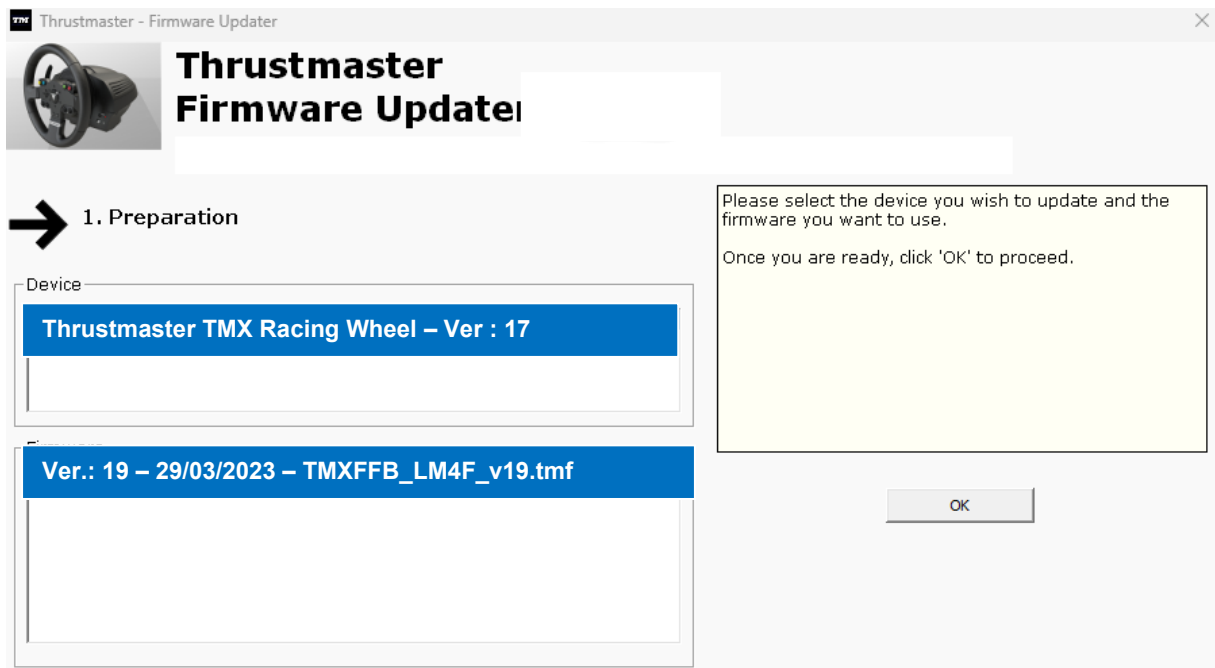 Thrustmaster - Firmware Updater
Thrustmaster
Firmware Updater
1. Preparation
Please select the device you wish to update and the
firmware you want to use.
Once you are ready, click 'OK' to proceed.
Device
Thrustmaster TMX Racing Wheel – Ver : 17
Ver.: 19 – 29/03/2023 – TMXFFB_LM4F_v19.tmf
OK